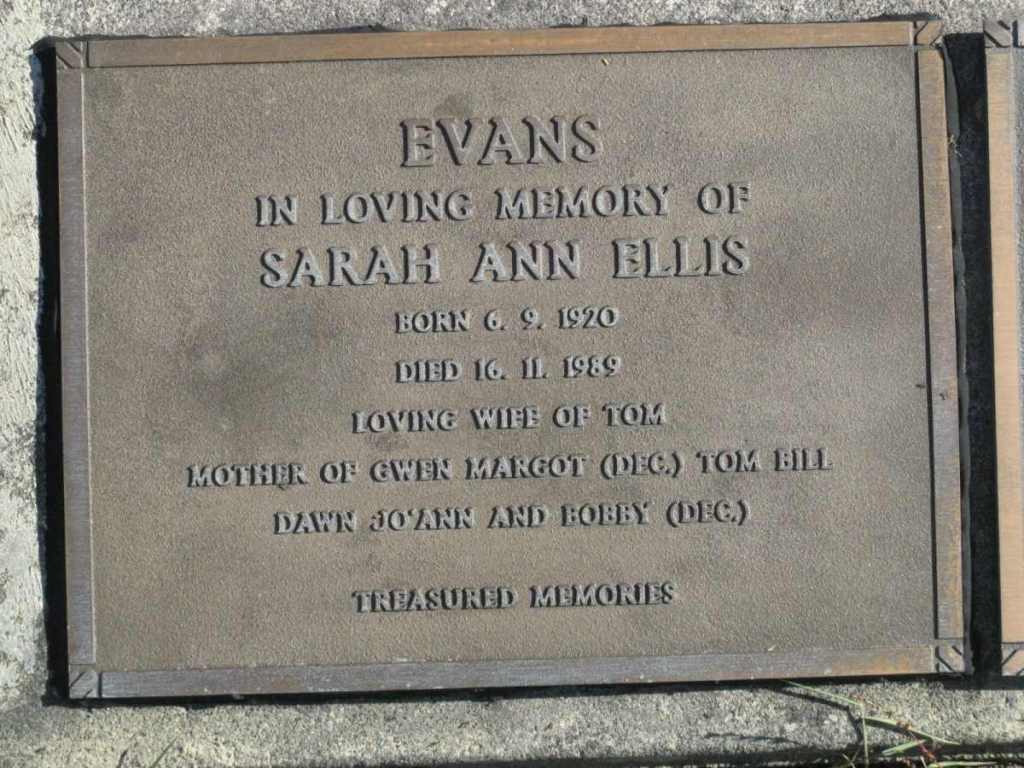 EVANS
IN LOVING MEMORY OF
SARAH ANN ELLIS
BORN 6. 9. 1920
DIED 16. 11. 1989
LOVING WIFE OF TOM
MOTHER OF GWEN MARGOT (DEC.) TOM BILL
DAWN JO'ANN AND BOBBY (DEC.)
TREASURED MEMORIES